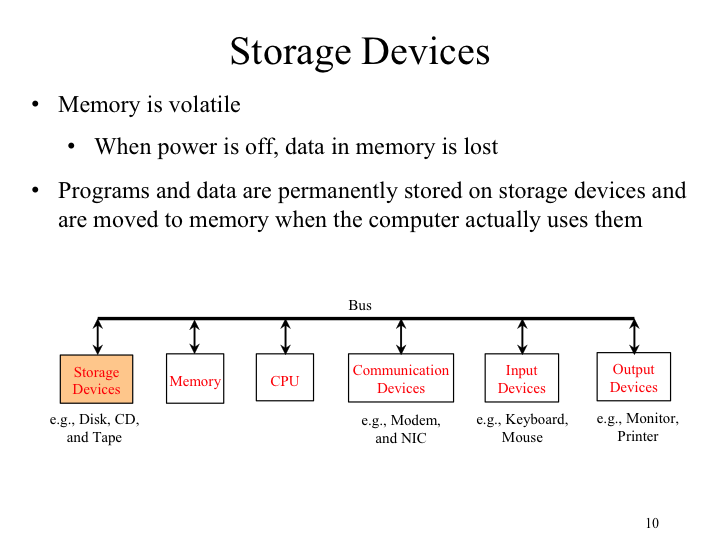 Storage Devices
• Memory is volatile
• When power is off, data in memory is lost
• Programs and data are permanently stored on storage devices and
are moved to memory when the computer actually uses them
Bus
Storage
Devices
Memory
CPU
Communication
Devices
Input
Devices
Output
Devices
e.g., Disk, CD,
and Tape
e.g., Modem,
and NIC
e.g., Keyboard,
Mouse
e.g., Monitor,
Printer
10